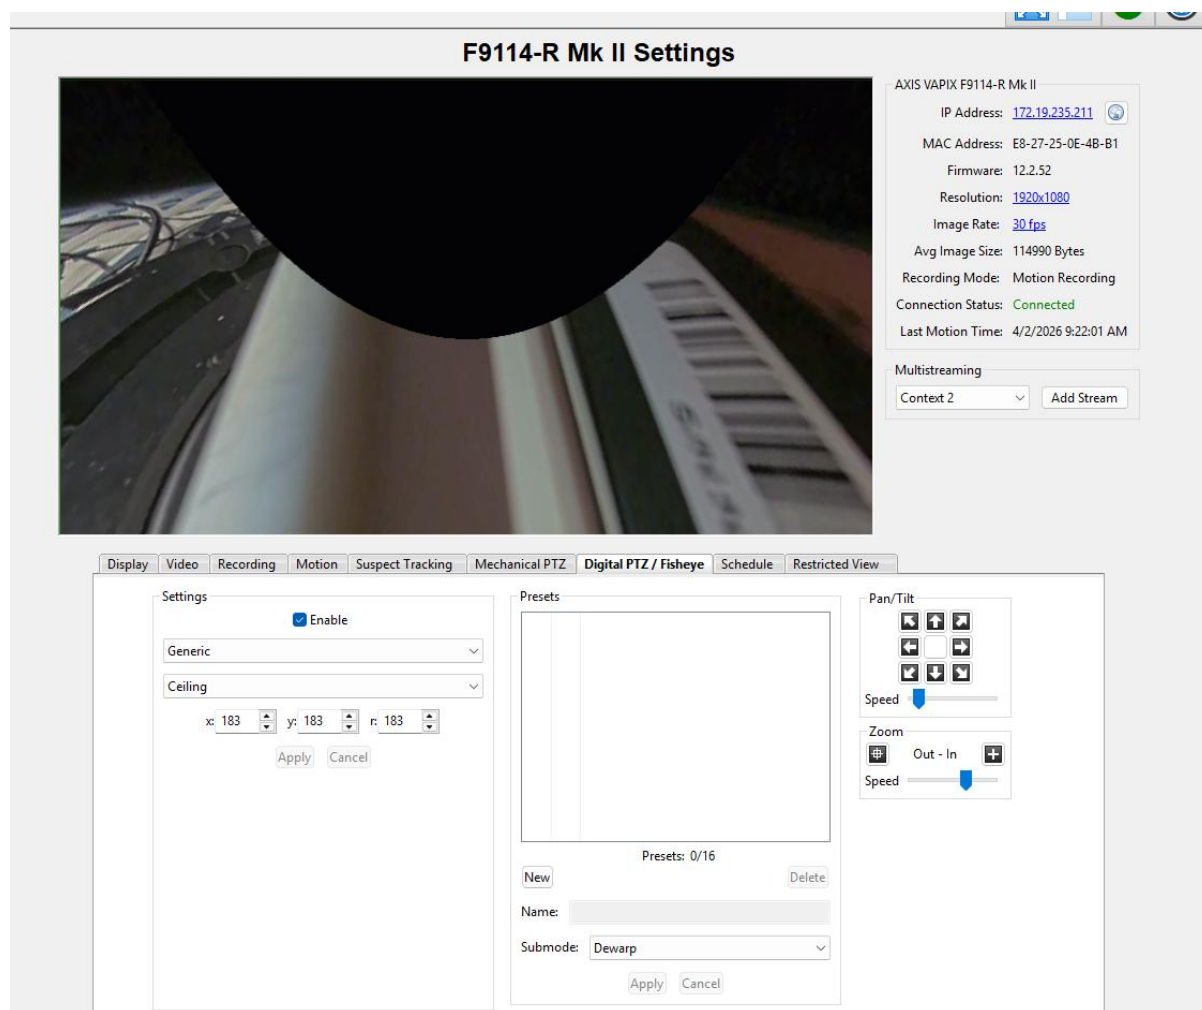 F9114-R Mk II Settings
AXIS VAPIX F9114-R Mk II
IP Address: 172.19.235.211
MAC Address: E8-27-25-0E-4B-B1
Firmware: 12.2.52
Resolution: 1920x1080
Image Rate: 30 fps
Avg Image Size: 114990 Bytes
Recording Mode: Motion Recording
Connection Status: Connected
Last Motion Time: 4/2/2026 9:22:01 AM
Multistreaming
Context 2 Add Stream
Display Video Recording Motion Suspect Tracking Mechanical PTZ Digital PTZ / Fisheye Schedule Restricted View
Settings
Enable
Generic
Ceiling
x: 183 y: 183 r: 183
Apply Cancel
Presets
Presets: 0/16
New Delete
Name:
Submode: Dewarp
Apply Cancel
Pan/Tilt
Speed
Zoom
Out - In
Speed